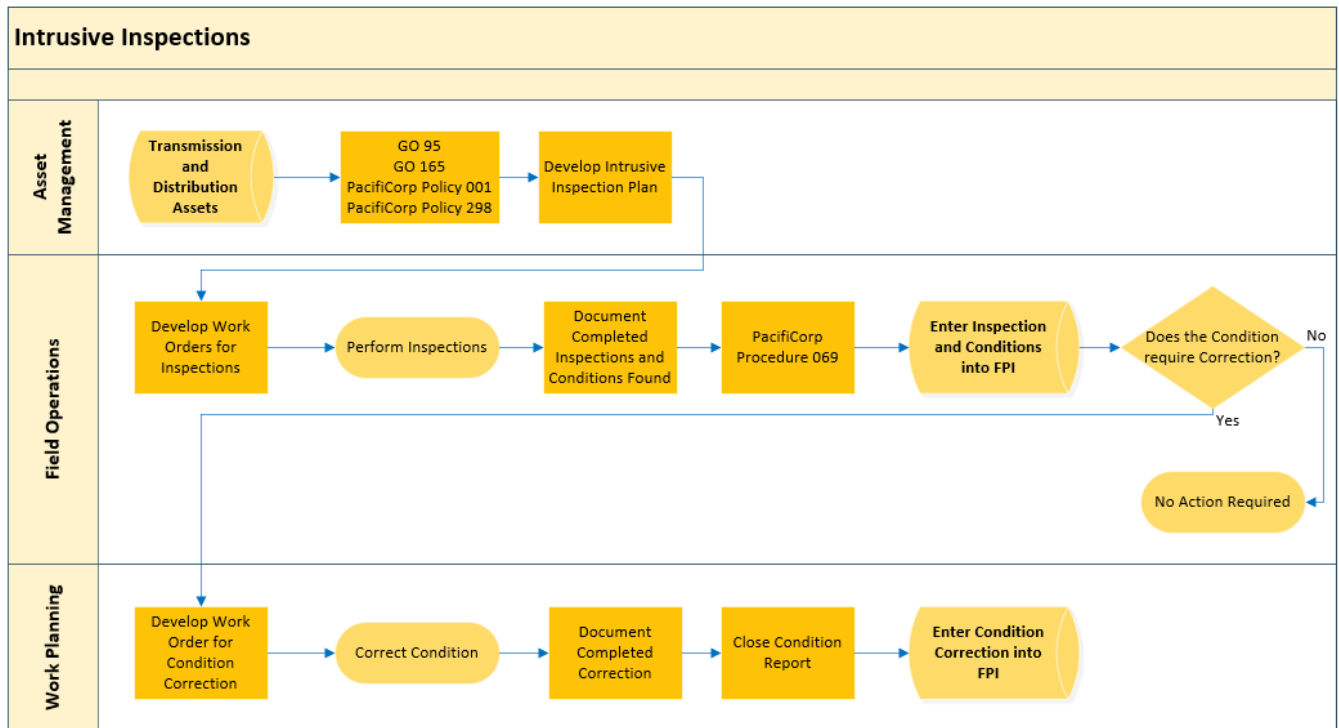 Intrusive Inspections
Asset
Management
Transmission
and
Distribution
Assets
GO 95
GO 165
PacifiCorp Policy 001
PacifiCorp Policy 298
Develop Intrusive
Inspection Plan
Field Operations
Develop Work
Orders for
Inspections
Perform Inspections
Document
Completed
Inspections and
Conditions Found
PacifiCorp
Procedure 069
Enter Inspection
and Conditions
into FPI
Does the Condition
require Correction?
No
Yes
No Action Required
Work Planning
Develop Work
Order for
Condition
Correction
Correct Condition
Document
Completed
Correction
Close Condition
Report
Enter Condition
Correction into
FPI